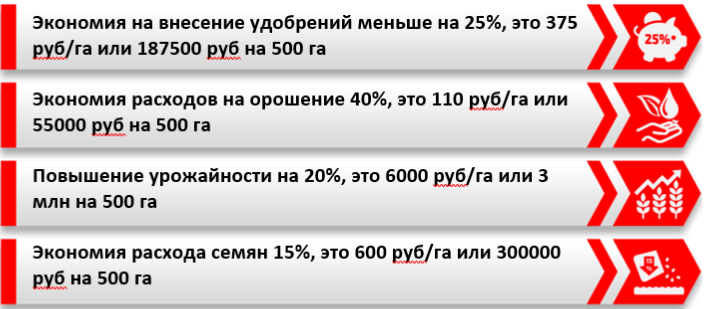 Экономия на внесение удобрений меньше на 25%, это 375
руб/га или 187500 руб на 500 га
25%*
Экономия расходов на орошение 40%, это 110 руб/га или
55000 руб на 500 га
Повышение урожайности на 20%, это 6000 руб/га или 3
млн на 500 га
Экономия расхода семян 15%, это 600 руб/га или 300000
руб на 500 га